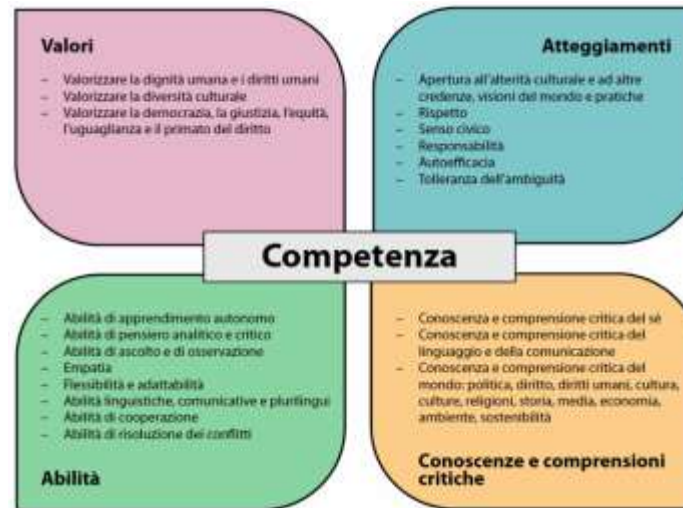 Valori
– Valorizzare la dignità umana e i diritti umani
– Valorizzare la diversità culturale
– Valorizzare la democrazia, la giustizia, l'equità,
l'uguaglianza e il primato del diritto
Atteggiamenti
– Apertura all'alterità culturale e ad altre
credenze, visioni del mondo e pratiche
– Rispetto
– Senso civico
– Responsabilità
– Autoefficacia
– Tolleranza dell'ambiguità
Competenza
– Abilità di apprendimento autonomo
– Abilità di pensiero analitico e critico
– Abilità di ascolto e di osservazione
– Empatia
– Flessibilità e adattabilità
– Abilità linguistiche, comunicative e plurilingui
– Abilità di cooperazione
– Abilità di risoluzione dei conflitti
Abilità
– Conoscenza e comprensione critica del sé
– Conoscenza e comprensione critica del
linguaggio e della comunicazione
– Conoscenza e comprensione critica del
mondo: politica, diritto, diritti umani, cultura,
culture, religioni, storia, media, economia,
ambiente, sostenibilità
Conoscenze e comprensioni
critiche